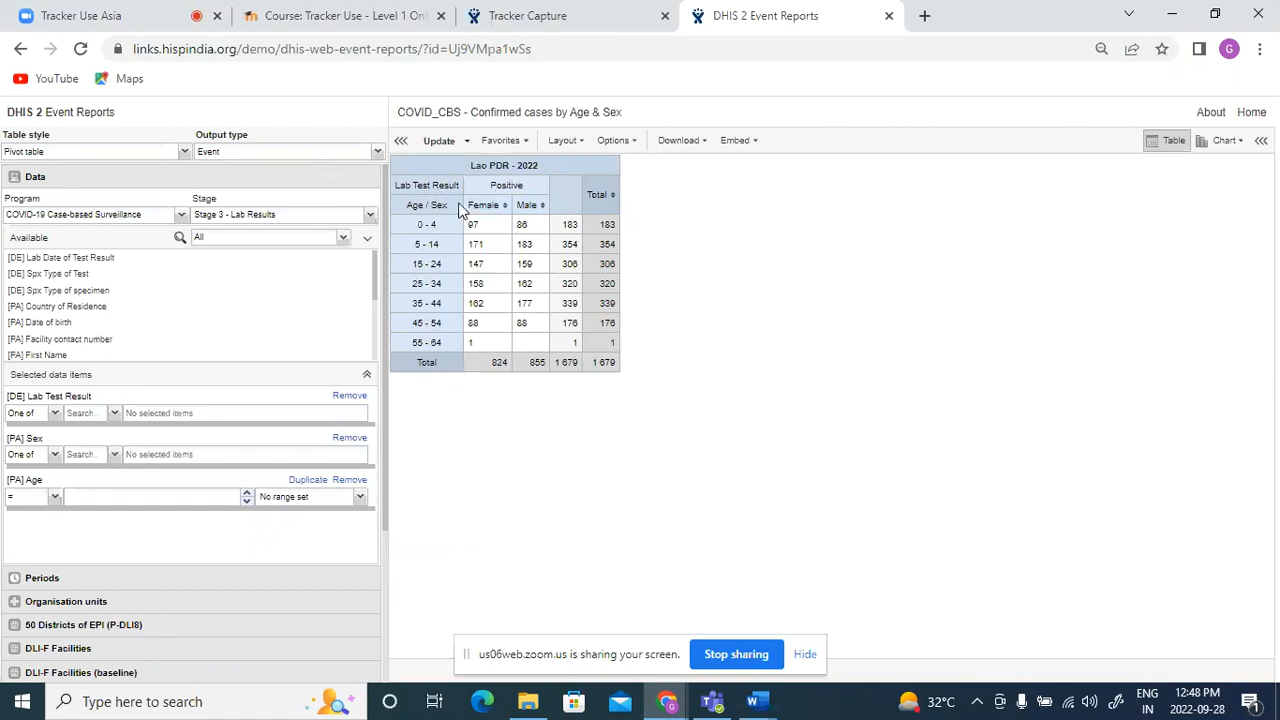 Tracker Use Asia
Course: Tracker Use - Level 1 Onl
Tracker Capture
DHIS 2 Event Reports
links.hispindia.org/demo/dhis-web-event-reports/?id=Uj9VMpa1wSs
G
YouTube
Maps
DHIS 2 Event Reports
COVID_CBS - Confirmed cases by Age & Sex
About
Home
Table style
Output type
Pivot table
Event
Update
Favorites
Layout
Options
Download
Embed
Table
Chart
Data
Program
Stage
COVID-19 Case-based Surveillance
Stage 3 - Lab Results
Available
All
[DE] Lab Date of Test Result
[DE] Spx Type of Test
[DE] Spx Type of specimen
[PA] Country of Residence
[PA] Date of birth
[PA] Facility contact number
[PA] First Name
Selected data items
[DE] Lab Test Result
Remove
One of
Search..
No selected items
[PA] Sex
Remove
One of
Search..
No selected items
[PA] Age
Duplicate
Remove
=
No range set
Periods
Organisation units
50 Districts of EPI (P-DLI8)
DLI-F Facilities
DLI-F Facilities (baseline)
Lao PDR - 2022
Lab Test Result Positive Total
Age / Sex Female Male
0 - 4 97 86 183 183
5 - 14 171 183 354 354
15 - 24 147 159 306 306
25 - 34 158 162 320 320
35 - 44 162 177 339 339
45 - 54 88 88 176 176
55 - 64 1 1 1
Total 824 855 1 679 1 679
us06web.zoom.us is sharing your screen.
Stop sharing
Hide
Type here to search
32°C
ENG
IN
12:48 PM
2022-09-28
1